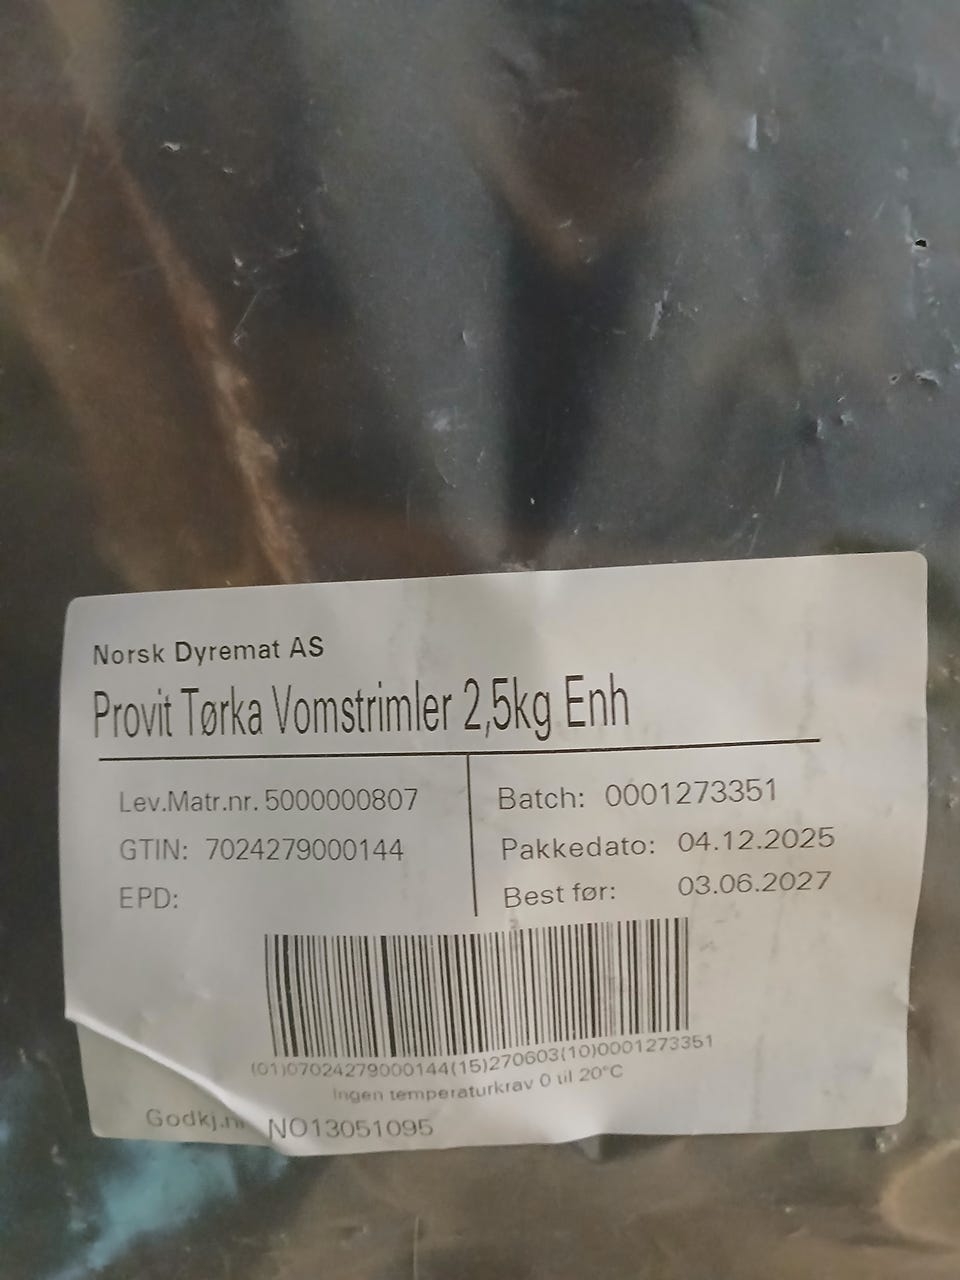 Norsk Dyremat AS
Provit Tørka Vomstrimler 2,5kg Enh
Lev.Matr.nr. 5000000807
GTIN: 7024279000144
EPD:
Batch: 0001273351
Pakkedato: 04.12.2025
Best før: 03.06.2027
(01)07024279000144(15)270603(10)0001273351
Ingen temperaturkrav 0 til 20°C
Godkj.nr NO13051095